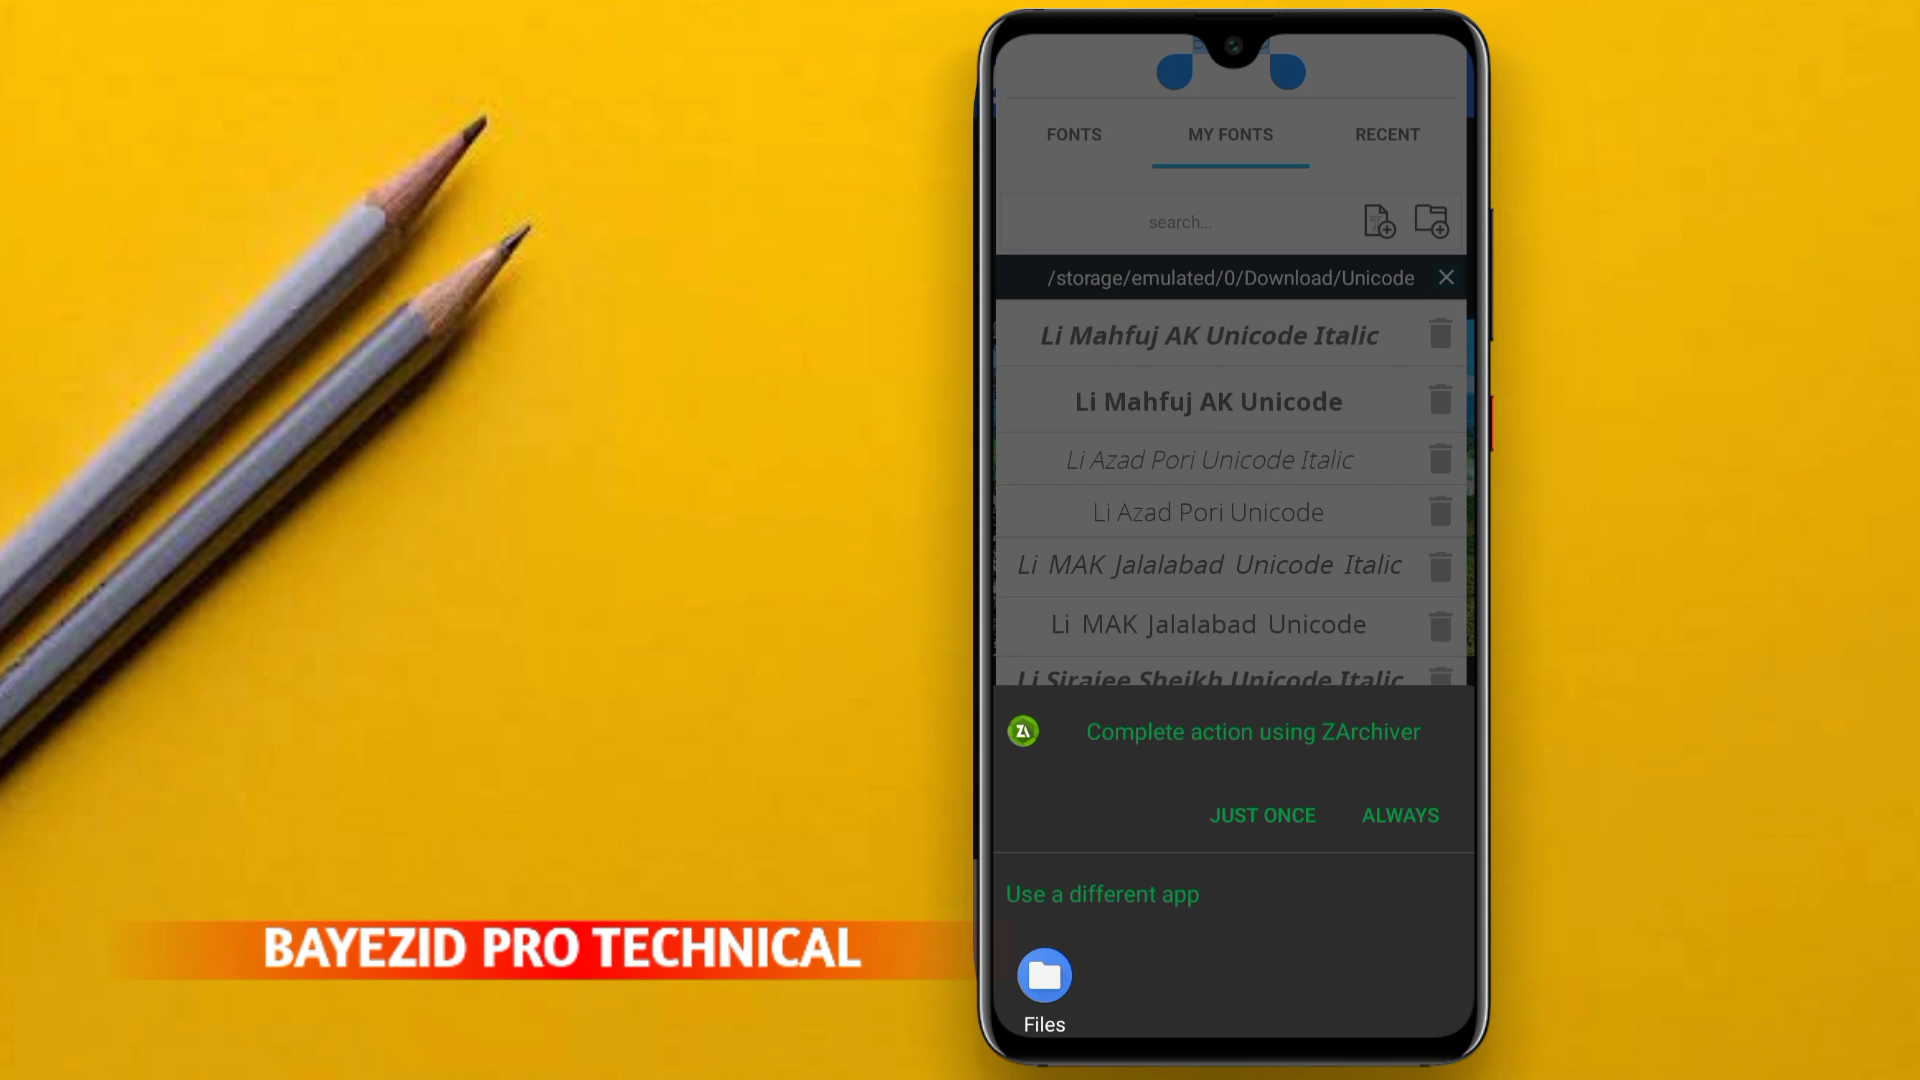 FONTS
MY FONTS
RECENT
search...
/storage/emulated/0/Download/Unicode
Li Mahfuj AK Unicode Italic
Li Mahfuj AK Unicode
Li Azad Pori Unicode Italic
Li Azad Pori Unicode
Li MAK Jalalabad Unicode Italic
Li MAK Jalalabad Unicode
Li Sirajee Sheikh Unicode Italic
ZA
Complete action using ZArchiver
JUST ONCE
ALWAYS
Use a different app
Files
BAYEZID PRO TECHNICAL